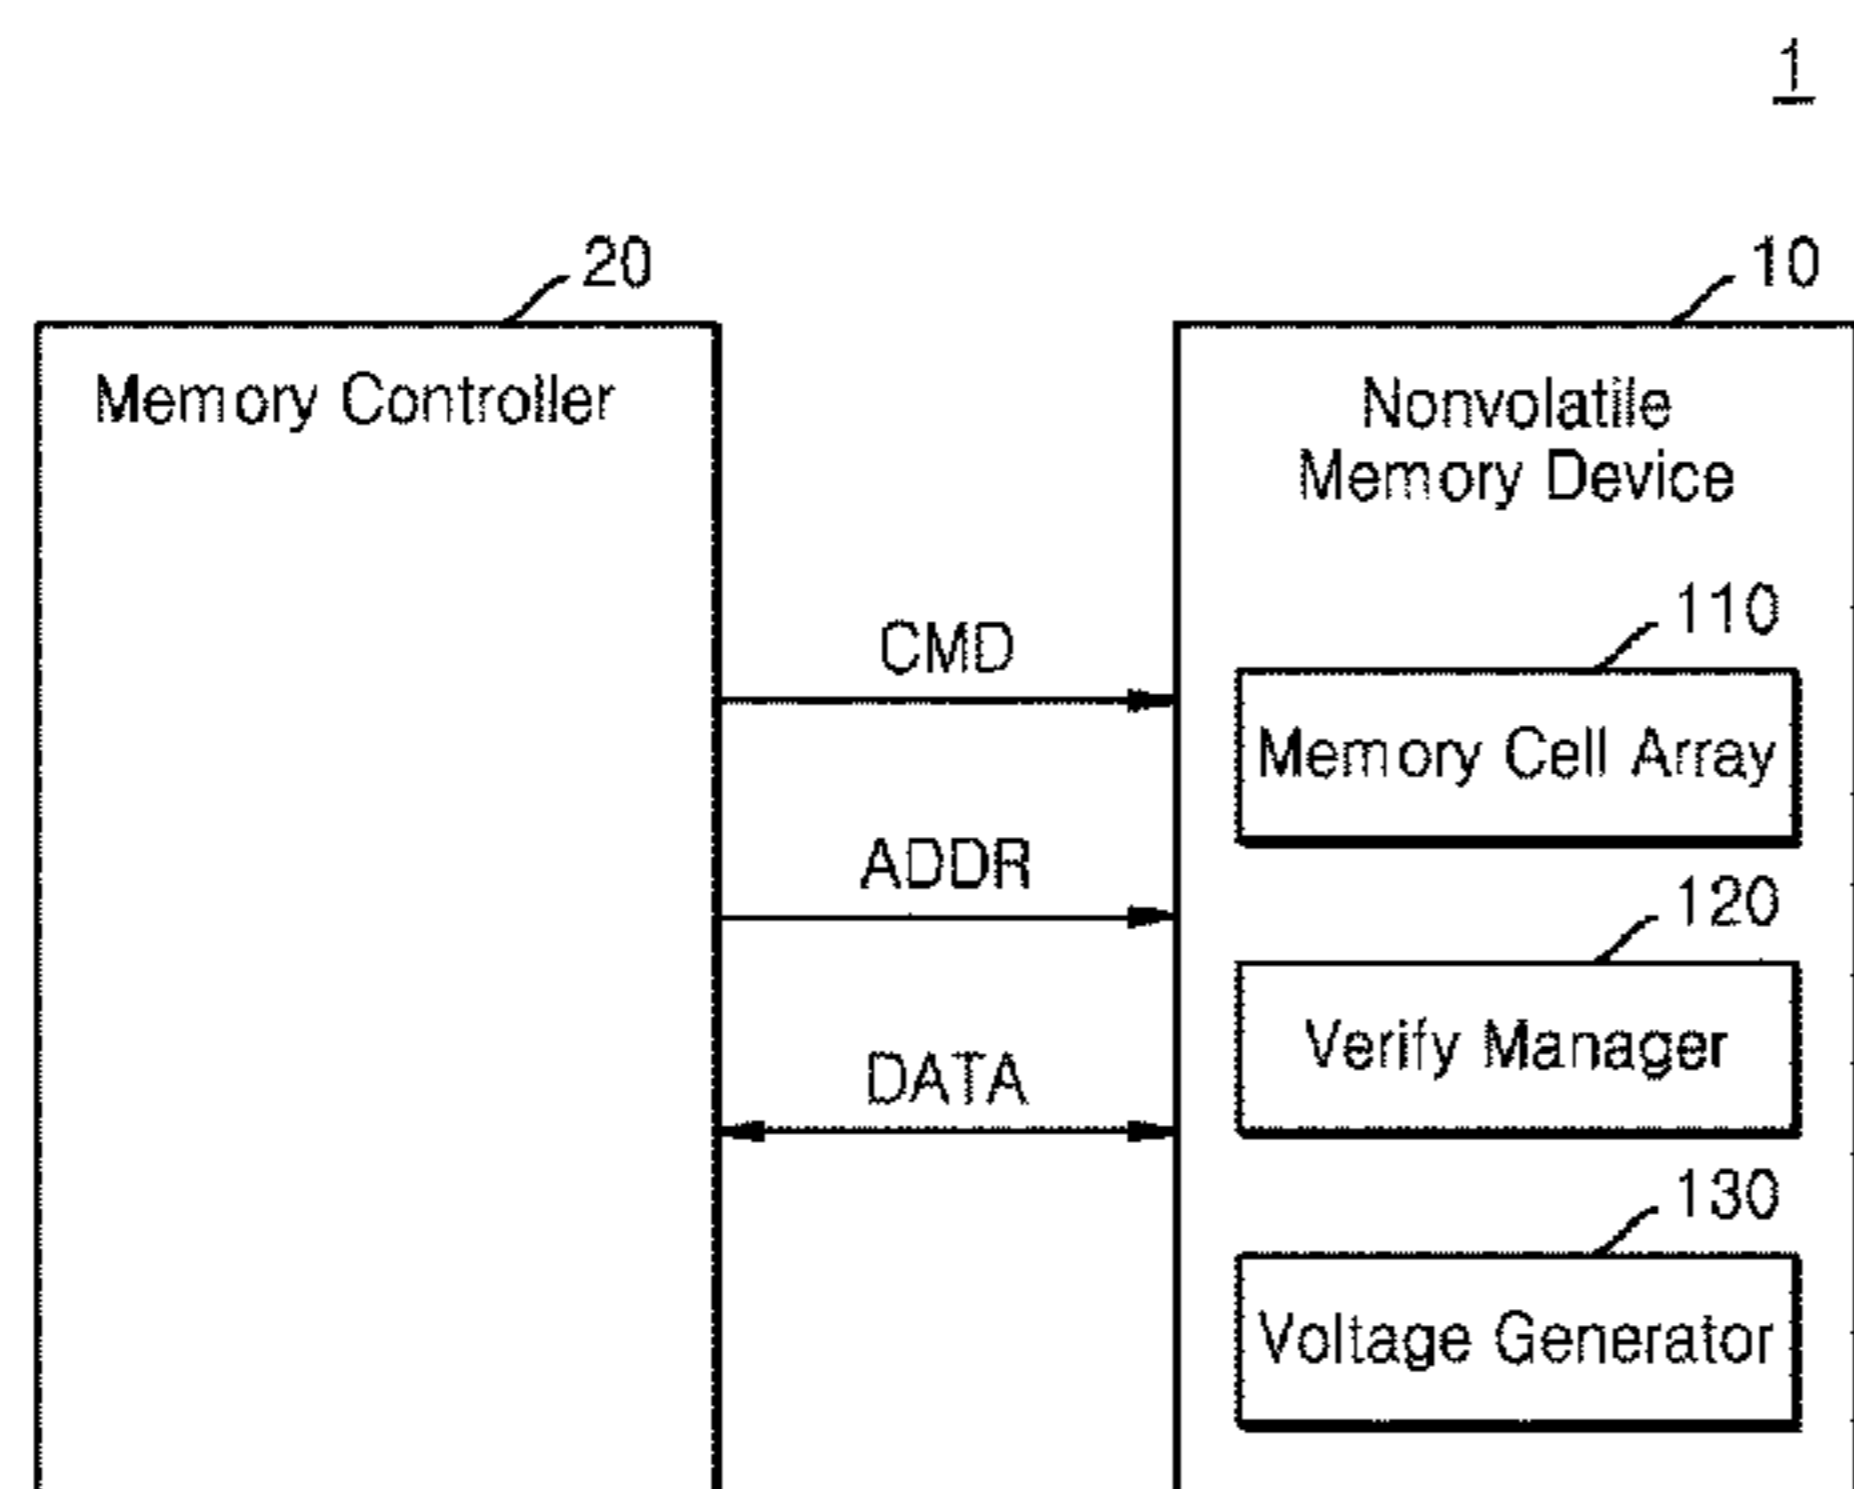 1
20
10
Memory Controller
Nonvolatile
Memory Device
CMD
110
Memory Cell Array
ADDR
120
Verify Manager
DATA
130
Voltage Generator